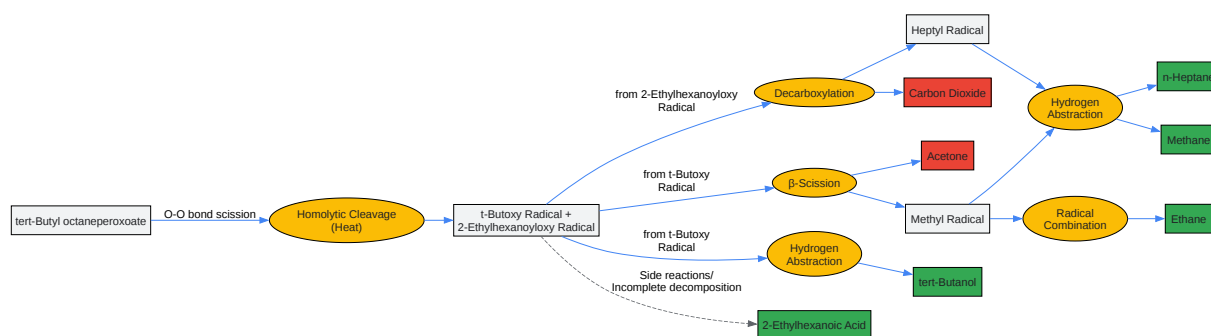 Heptyl Radical
n-Heptane
from 2-Ethylhexanoyloxy
Radical
Decarboxylation
Carbon Dioxide
Hydrogen
Abstraction
Methane
Acetone
from t-Butoxy
Radical
β-Scission
tert-Butyl octaneperoxoate
O-O bond scission
Homolytic Cleavage
(Heat)
t-Butoxy Radical +
2-Ethylhexanoyloxy Radical
Methyl Radical
Radical
Combination
Ethane
from t-Butoxy
Radical
Hydrogen
Abstraction
Side reactions/
Incomplete decomposition
tert-Butanol
2-Ethylhexanoic Acid